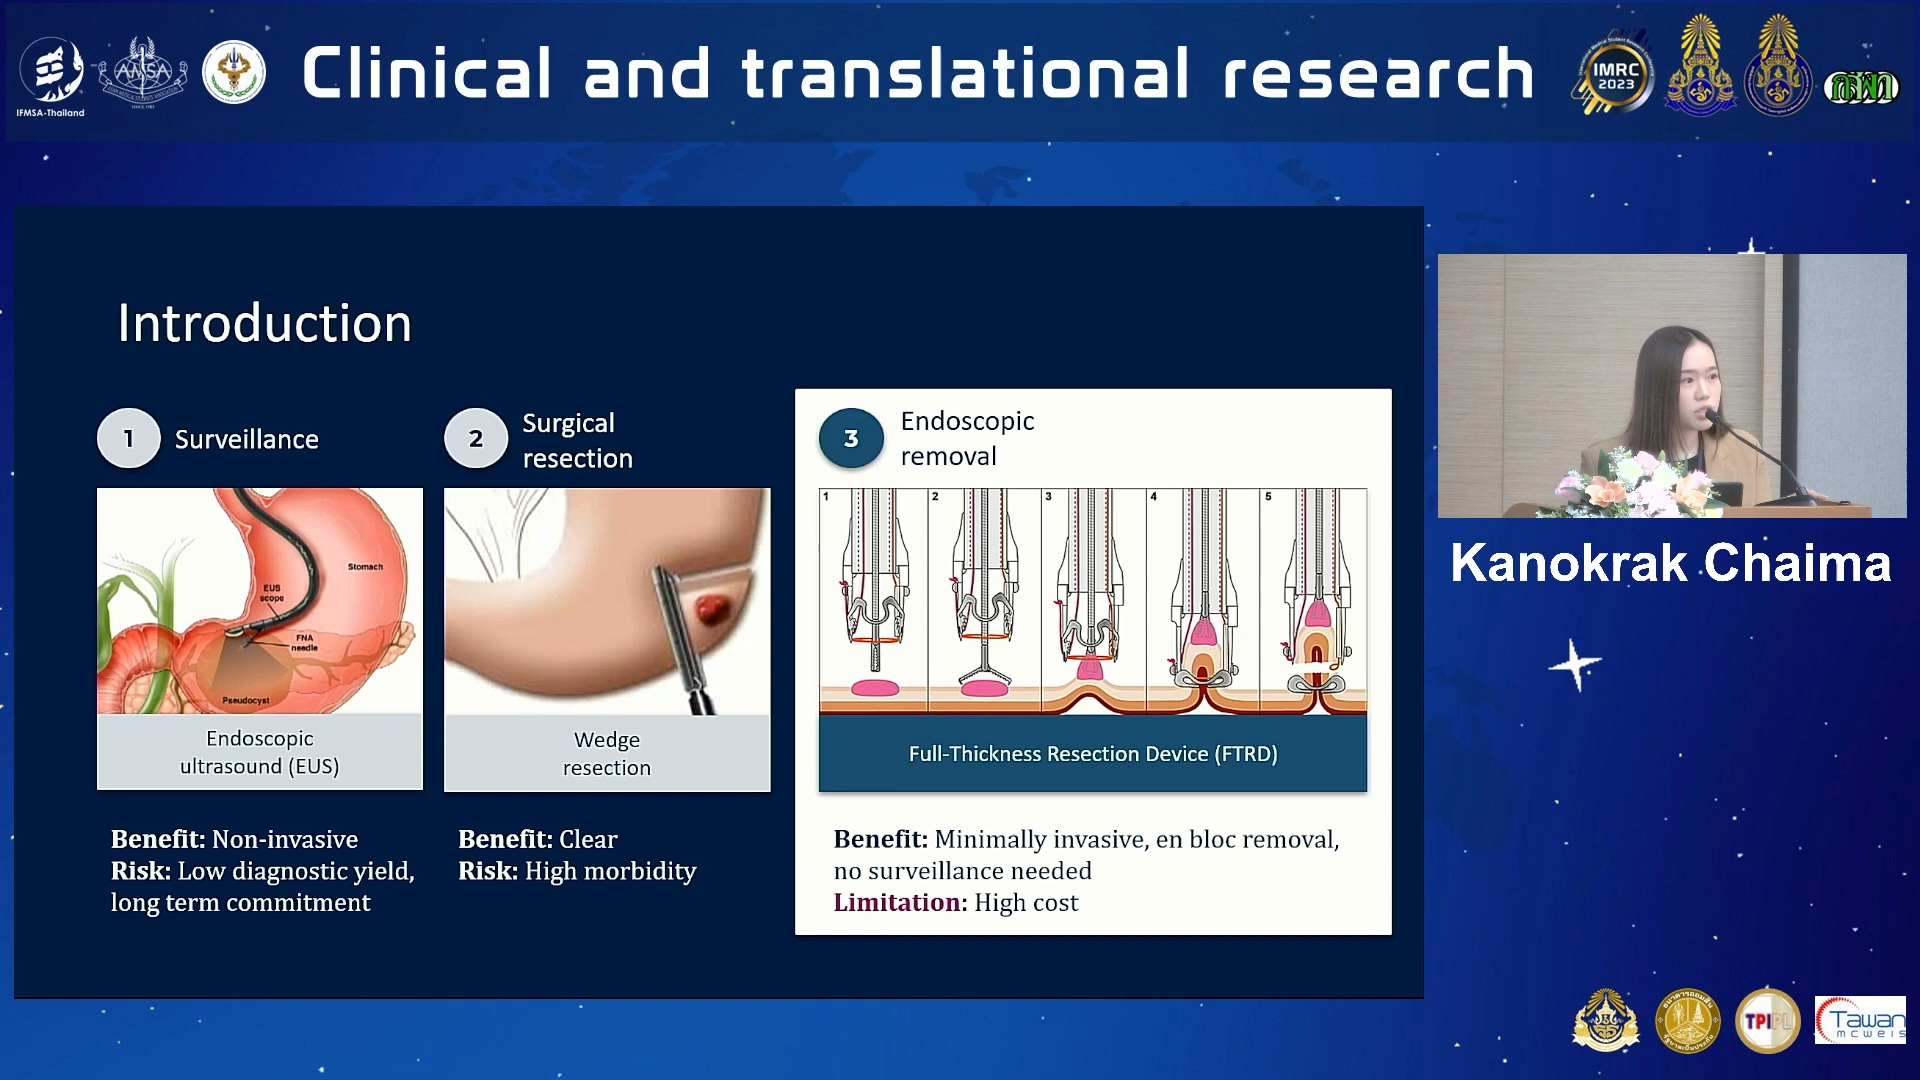 IFMSA-Thailand
AMSA
Clinical and translational research
IMRC
2023
Introduction
1
Surveillance
Stomach
EUS
scope
FNA
needle
Pseudocyst
Endoscopic
ultrasound (EUS)
Benefit: Non-invasive
Risk: Low diagnostic yield,
long term commitment
2
Surgical
resection
Wedge
resection
Benefit: Clear
Risk: High morbidity
3
Endoscopic
removal
1 2 3 4 5
Full-Thickness Resection Device (FTRD)
Benefit: Minimally invasive, en bloc removal,
no surveillance needed
Limitation: High cost
Kanokrak Chaima
TPIPL
Tawan
mcweis